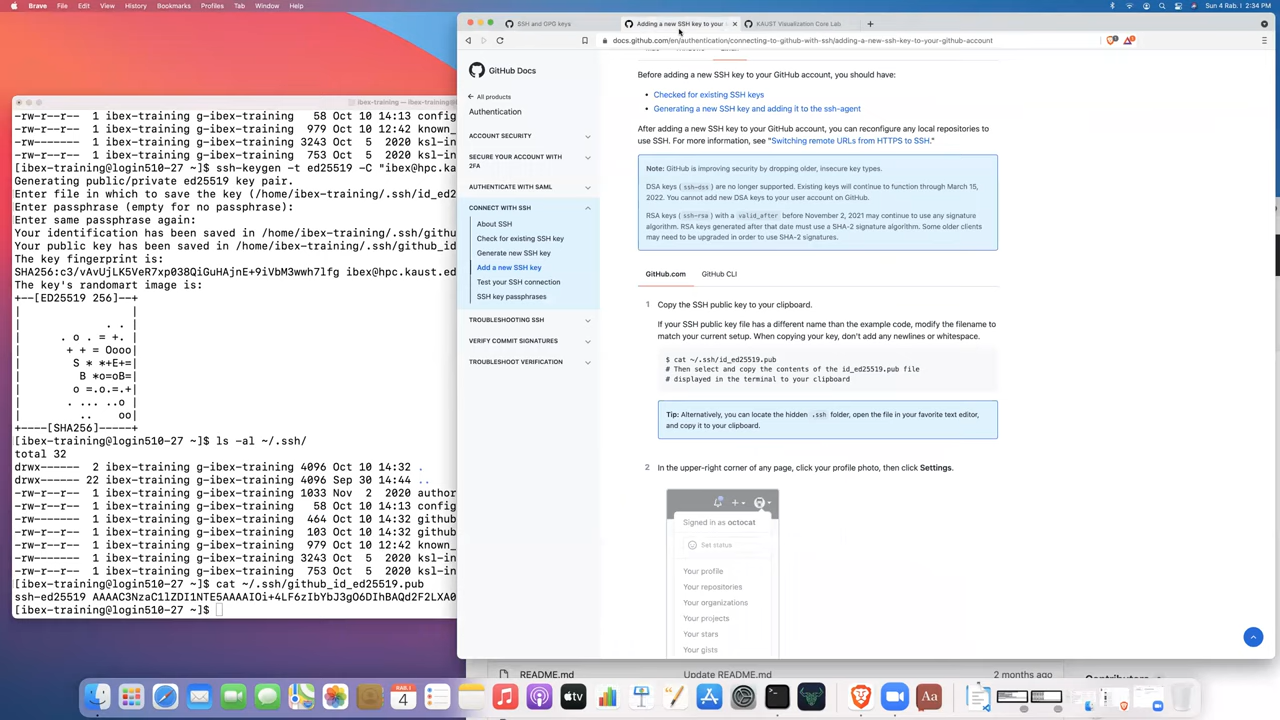 Brave File Edit View History Bookmarks Profiles Tab Window Help
Sun 4 Rab. I 2:34 PM
SSH and GPG keys
Adding a new SSH key to your
KAUST Visualization Core Lab
docs.github.com/en/authentication/connecting-to-github-with-ssh/adding-a-new-ssh-key-to-your-github-account
ibex-training — ibex-training@
-rw-r--r-- 1 ibex-training g-ibex-training 58 Oct 10 14:13 config
-rw-r--r-- 1 ibex-training g-ibex-training 979 Oct 10 12:42 known_
-rw-r--r-- 1 ibex-training g-ibex-training 3243 Oct 5 2020 ksl-in
-rw-r--r-- 1 ibex-training g-ibex-training 753 Oct 5 2020 ksl-in
[ibex-training@login510-27 ~]$ ssh-keygen -t ed25519 -C "ibex@hpc.ka
Generating public/private ed25519 key pair.
Enter file in which to save the key (/home/ibex-training/.ssh/id_ed
Enter passphrase (empty for no passphrase):
Enter same passphrase again:
Your identification has been saved in /home/ibex-training/.ssh/githu
Your public key has been saved in /home/ibex-training/.ssh/github_id
The key fingerprint is:
SHA256:c3/vAvUjLK5VeR7xp038QiGuHAjnE+9iVbM3wwh7lfg ibex@hpc.kaust.ed
The key's randomart image is:
+--[ED25519 256]--+
| |
| . . |
| . o . = +. |
| + + = Oooo|
| S * *+E+=|
| B *o=oB=|
| o =.o.=.+|
| . ... ..o|
| .. oo|
+----[SHA256]-----+
[ibex-training@login510-27 ~]$ ls -al ~/.ssh/
total 32
drwx------ 2 ibex-training g-ibex-training 4096 Oct 10 14:32 .
drwx------ 22 ibex-training g-ibex-training 4096 Sep 30 14:44 ..
-rw-r--r-- 1 ibex-training g-ibex-training 1033 Nov 2 2020 author
-rw-r--r-- 1 ibex-training g-ibex-training 58 Oct 10 14:13 config
-rw------- 1 ibex-training g-ibex-training 464 Oct 10 14:32 github
-rw-r--r-- 1 ibex-training g-ibex-training 103 Oct 10 14:32 github
-rw-r--r-- 1 ibex-training g-ibex-training 979 Oct 10 12:42 known_
-rw-r--r-- 1 ibex-training g-ibex-training 3243 Oct 5 2020 ksl-in
-rw-r--r-- 1 ibex-training g-ibex-training 753 Oct 5 2020 ksl-in
[ibex-training@login510-27 ~]$ cat ~/.ssh/github_id_ed25519.pub
[ibex-training@login510-27 ~]$
GitHub Docs
All products
Authentication
ACCOUNT SECURITY
SECURE YOUR ACCOUNT WITH
2FA
AUTHENTICATE WITH SAML
CONNECT WITH SSH
About SSH
Check for existing SSH key
Generate new SSH key
Add a new SSH key
Test your SSH connection
SSH key passphrases
TROUBLESHOOTING SSH
VERIFY COMMIT SIGNATURES
TROUBLESHOOT VERIFICATION
Before adding a new SSH key to your GitHub account, you should have:
• Checked for existing SSH keys
• Generating a new SSH key and adding it to the ssh-agent
After adding a new SSH key to your GitHub account, you can reconfigure any local repositories to
use SSH. For more information, see "Switching remote URLs from HTTPS to SSH."
Note: GitHub is improving security by dropping older, insecure key types.
DSA keys ( ssh-dss ) are no longer supported. Existing keys will continue to function through March 15,
2022. You cannot add new DSA keys to your user account on GitHub.
RSA keys ( ssh-rsa ) with a valid_after before November 2, 2021 may continue to use any signature
algorithm. RSA keys generated after that date must use a SHA-2 signature algorithm. Some older clients
may need to be upgraded in order to use SHA-2 signatures.
GitHub.com GitHub CLI
1 Copy the SSH public key to your clipboard.
If your SSH public key file has a different name than the example code, modify the filename to
match your current setup. When copying your key, don't add any newlines or whitespace.
$ cat ~/.ssh/id_ed25519.pub
# Then select and copy the contents of the id_ed25519.pub file
# displayed in the terminal to your clipboard
Tip: Alternatively, you can locate the hidden .ssh folder, open the file in your favorite text editor,
and copy it to your clipboard.
2 In the upper-right corner of any page, click your profile photo, then click Settings.
Signed in as octocat
Set status
Your profile
Your repositories
Your organizations
Your projects
Your stars
Your gists
README.md Update README.md 2 months ago